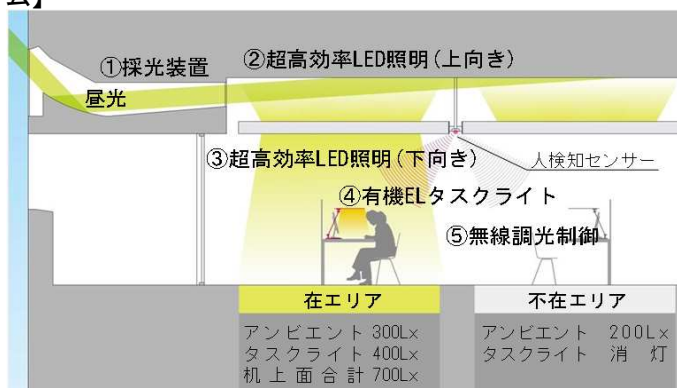 ム】
①採光装置
②超高効率LED照明(上向き)
昼光
③超高効率LED照明(下向き)
人検知センサー
④有機ELタスクライト
⑤無線調光制御
在エリア
アンビエント 300Lx
タスクライト 400Lx
机上面合計 700Lx
不在エリア
アンビエント 200Lx
タスクライト 消灯